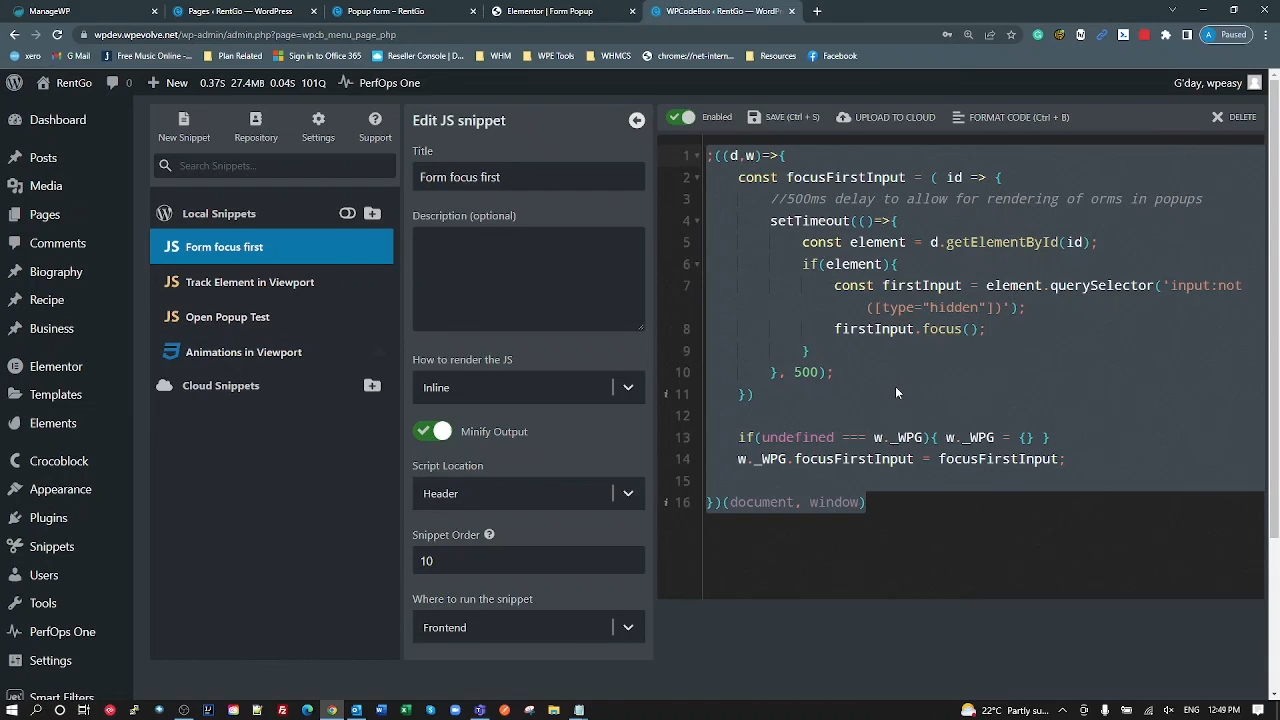 ManageWP
Pages ‹ RentGo — WordPress
Popup form – RentGo
Elementor | Form Popup
WPCodeBox ‹ RentGo — WordPress
wpdev.wpevolve.net/wp-admin/admin.php?page=wpcb_menu_page_php
Paused
xero
G Mail
Free Music Online -...
Plan Related
Sign in to Office 365
Reseller Console | D...
WHM
WPE Tools
WHMCS
chrome://net-intern...
Resources
Facebook
RentGo
0
New
0.37S 27.4MB 0.04S 101Q
PerfOps One
G'day, wpeasy
Dashboard
Posts
Media
Pages
Comments
Biography
Recipe
Business
Elementor
Templates
Elements
Crocoblock
Appearance
Plugins
Snippets
Users
Tools
PerfOps One
Settings
Smart Filters
New Snippet
Repository
Settings
Support
Search Snippets...
Local Snippets
JS Form focus first
JS Track Element in Viewport
JS Open Popup Test
Animations in Viewport
Cloud Snippets
Edit JS snippet
Title
Form focus first
Description (optional)
How to render the JS
Inline
Minify Output
Script Location
Header
Snippet Order
10
Where to run the snippet
Frontend
Enabled
SAVE (Ctrl + S)
UPLOAD TO CLOUD
FORMAT CODE (Ctrl + B)
DELETE
1 ;((d,w)=>{
2 const focusFirstInput = ( id => {
3 //500ms delay to allow for rendering of orms in popups
4 setTimeout(()=>{
5 const element = d.getElementById(id);
6 if(element){
7 const firstInput = element.querySelector('input:not
([type="hidden"])');
8 firstInput.focus();
9 }
10 }, 500);
11 })
12
13 if(undefined === w._WPG){ w._WPG = {} }
14 w._WPG.focusFirstInput = focusFirstInput;
15
16 })(document, window)
22°C Partly su...
12:49 PM